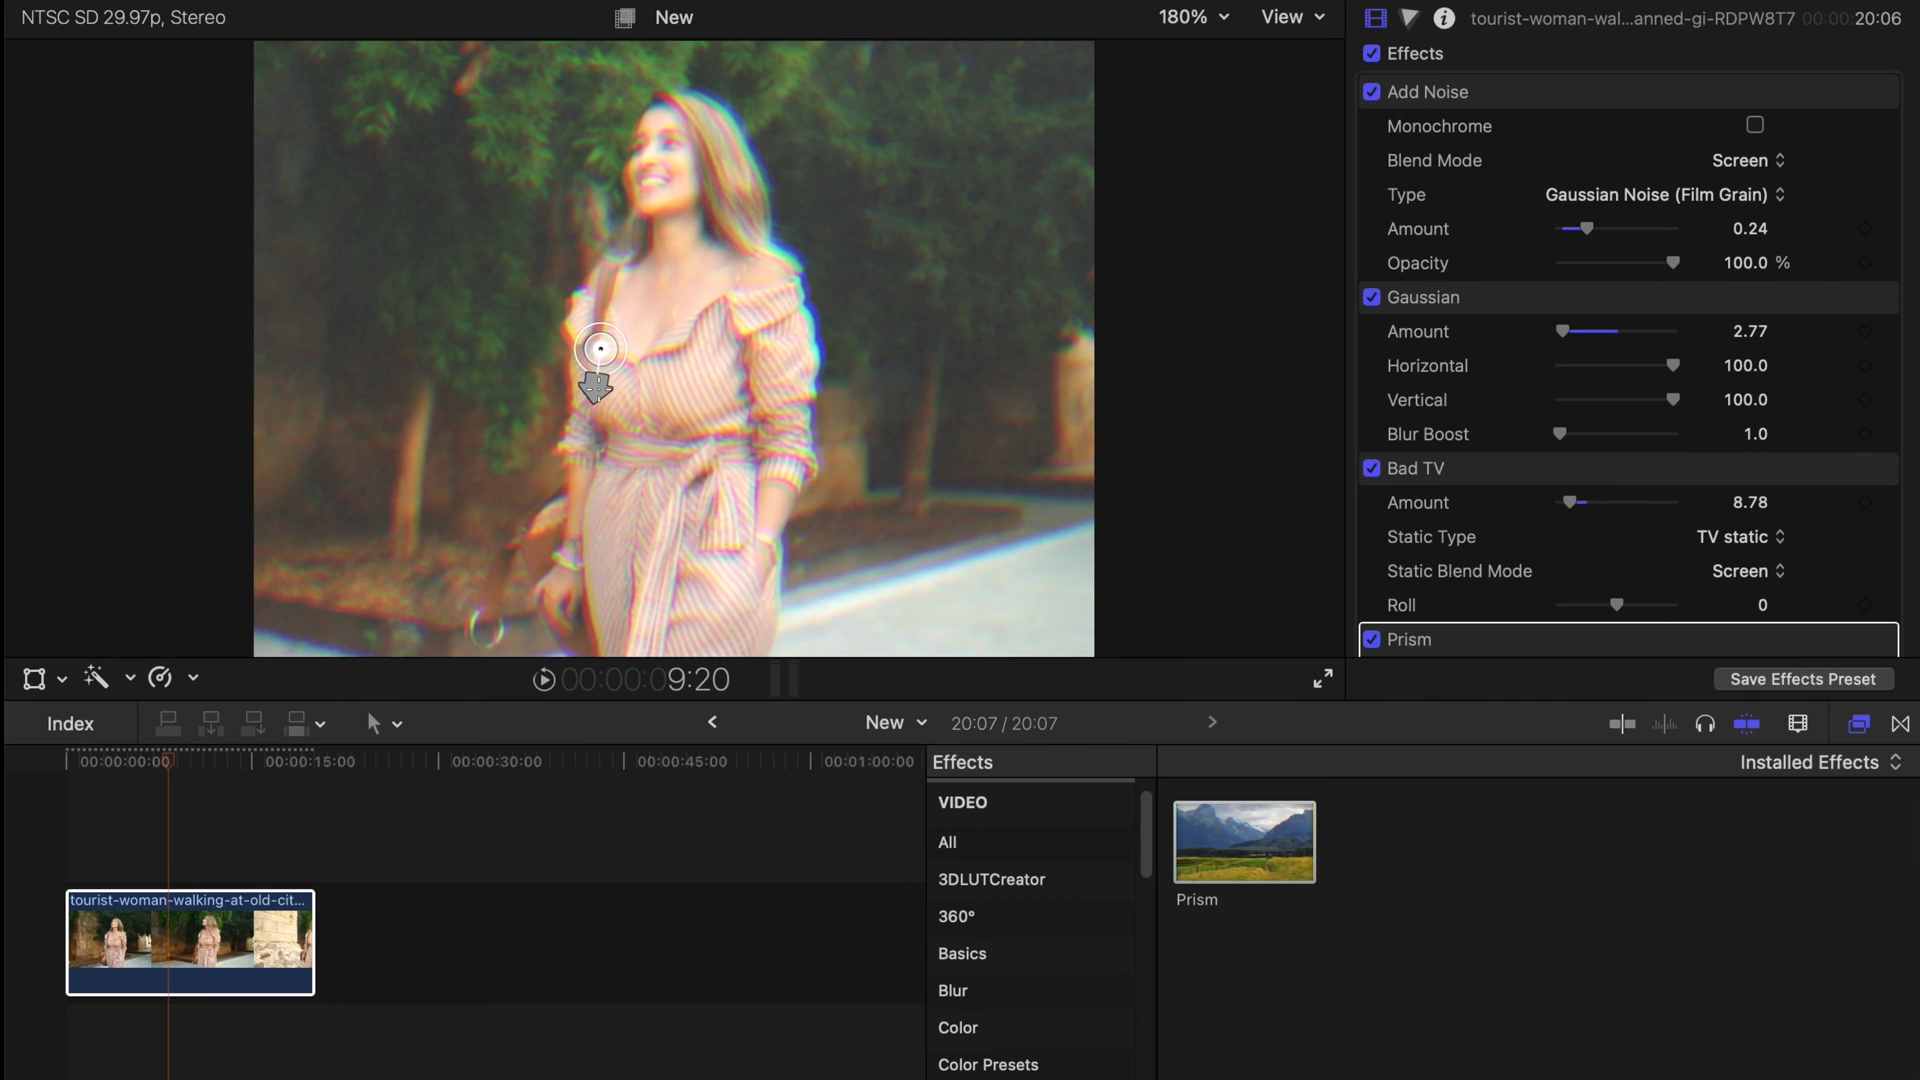 NTSC SD 29.97p, Stereo
New
180%
View
tourist-woman-wal...anned-gi-RDPW8T7
00:00:20:06
Effects
Add Noise
Monochrome
Blend Mode
Screen
Type
Gaussian Noise (Film Grain)
Amount
0.24
Opacity
100.0 %
Gaussian
Amount
2.77
Horizontal
100.0
Vertical
100.0
Blur Boost
1.0
Bad TV
Amount
8.78
Static Type
TV static
Static Blend Mode
Screen
Roll
0
Prism
00:00:09:20
Save Effects Preset
Index
New
20:07 / 20:07
00:00:00:00
00:00:15:00
00:00:30:00
00:00:45:00
00:01:00:00
Effects
Installed Effects
VIDEO
All
3DLUTCreator
360°
Basics
Blur
Color
Color Presets
Prism
tourist-woman-walking-at-old-cit...